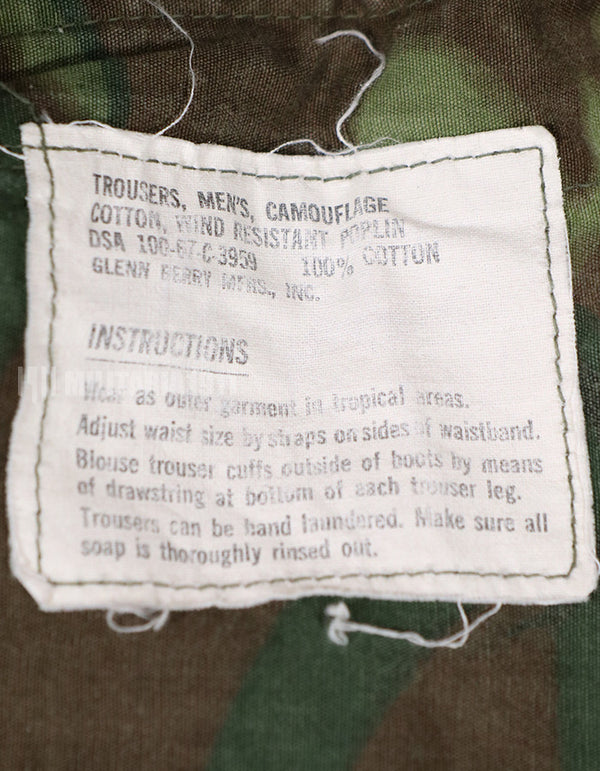 TROUSERS, MEN'S, CAMOUFLAGE
COTTON, WIND RESISTANT POPLIN
DSA 100-67-C-3959 100% COTTON
GLENN BERRY MFRS., INC.
INSTRUCTIONS
Wear as outer garment in tropical areas.
Adjust waist size by straps on sides of waistband.
Blouse trouser cuffs outside of boots by means
of drawstring at bottom of each trouser leg.
Trousers can be hand laundered. Make sure all
soap is thoroughly rinsed out.